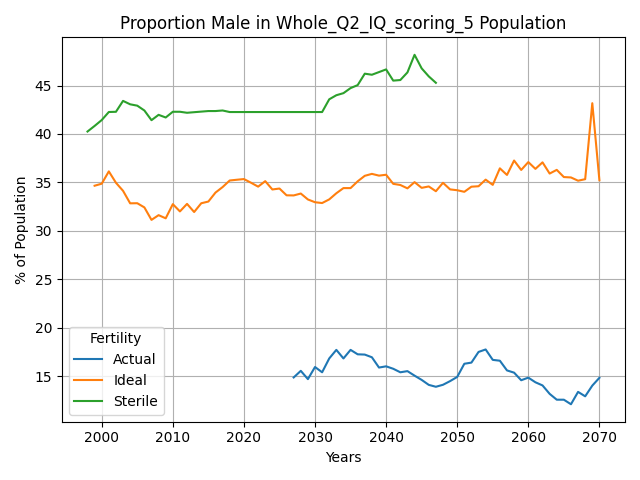 Proportion Male in Whole_Q2_IQ_scoring_5 Population
% of Population
45
40
35
30
25
20
15
Fertility
Actual
Ideal
Sterile
2000 2010 2020 2030 2040 2050 2060 2070
Years